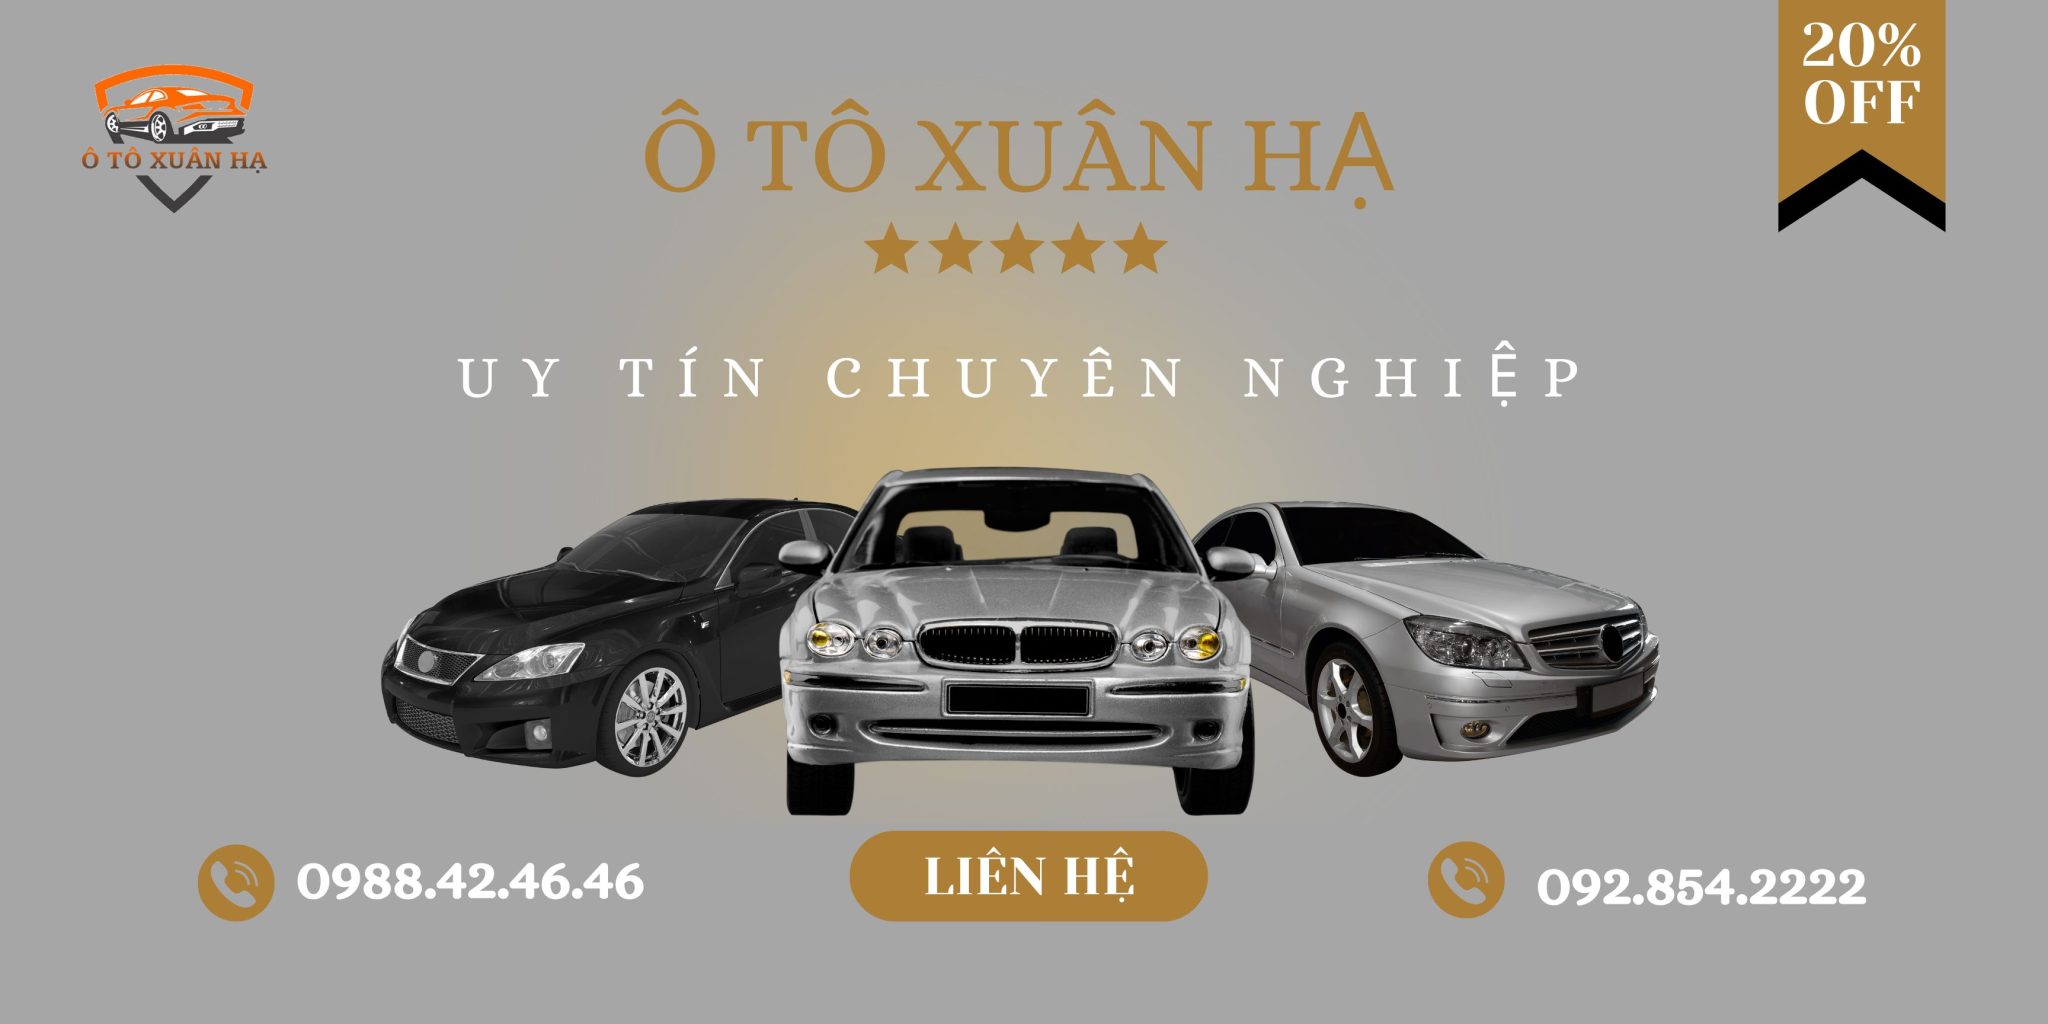 20%
OFF
Ô TÔ XUÂN HẠ
Ô TÔ XUÂN HẠ
UY TÍN CHUYÊN NGHIỆP
0988.42.46.46
LIÊN HỆ
092.854.2222